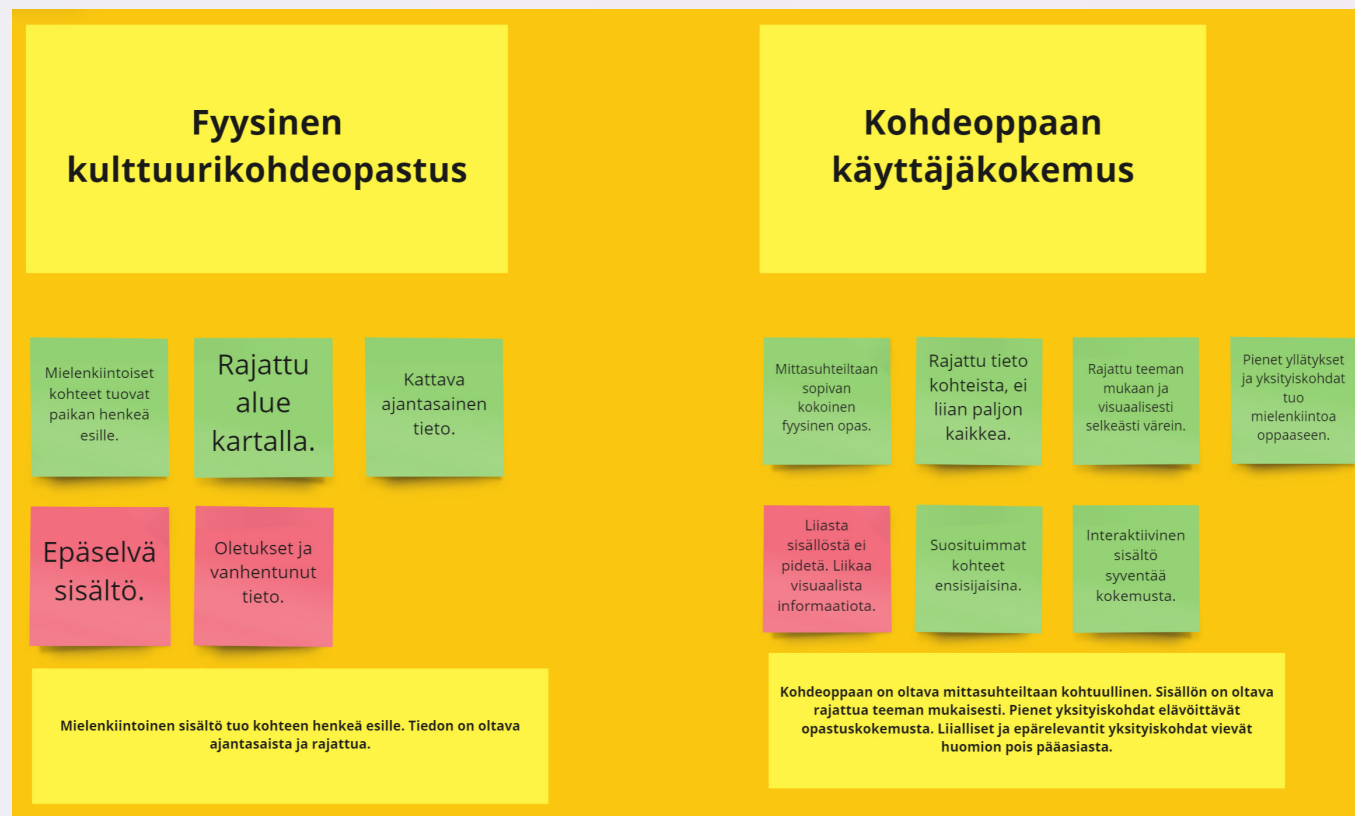 Fyysinen
kulttuurikohdeopastus
Mielenkiintoiset
kohteet tuovat
paikan henkeä
esille.
Rajattu
alue
kartalla.
Kattava
ajantasainen
tieto.
Epäselvä
sisältö.
Oletukset ja
vanhentunut
tieto.
Mielenkiintoinen sisältö tuo kohteen henkeä esille. Tiedon on oltava
ajantasaista ja rajattua.
Kohdeoppaan
käyttäjäkokemus
Mittasuhteiltaan
sopivan
kokoinen
fyysinen opas.
Rajattu tieto
kohteista, ei
liian paljon
kaikkea.
Rajattu teeman
mukaan ja
visuaalisesti
selkeästi värein.
Pienet yllätykset
ja yksityiskohdat
tuo
mielenkiintoa
oppaaseen.
Liiasta
sisällöstä ei
pidetä. Liikaa
visuaalista
informaatiota.
Suosituimmat
kohteet
ensisijaisina.
Interaktiivinen
sisältö
syventää
kokemusta.
Kohdeoppaan on oltava mittasuhteiltaan kohtuullinen. Sisällön on oltava
rajattua teeman mukaisesti. Pienet yksityiskohdat elävöittävät
opastuskokemusta. Liialliset ja epärelevantit yksityiskohdat vievät
huomion pois pääasiasta.